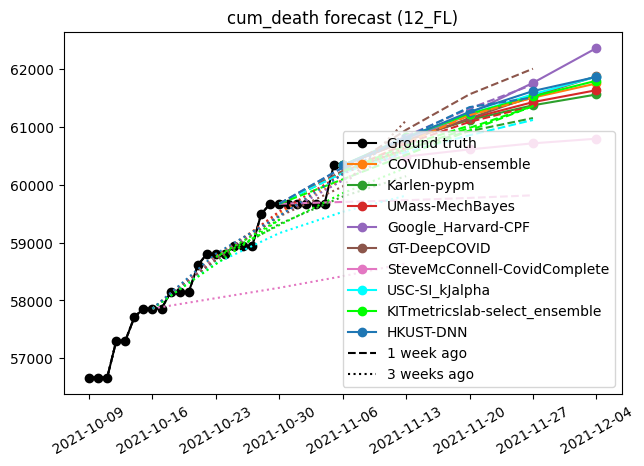 cum_death forecast (12_FL)
62000
61000
60000
59000
58000
57000
Ground truth
COVIDhub-ensemble
Karlen-pypm
UMass-MechBayes
Google_Harvard-CPF
GT-DeepCOVID
SteveMcConnell-CovidComplete
USC-SI_kJalpha
KITmetricslab-select_ensemble
HKUST-DNN
1 week ago
3 weeks ago
2021-10-09
2021-10-16
2021-10-23
2021-10-30
2021-11-06
2021-11-13
2021-11-20
2021-11-27
2021-12-04